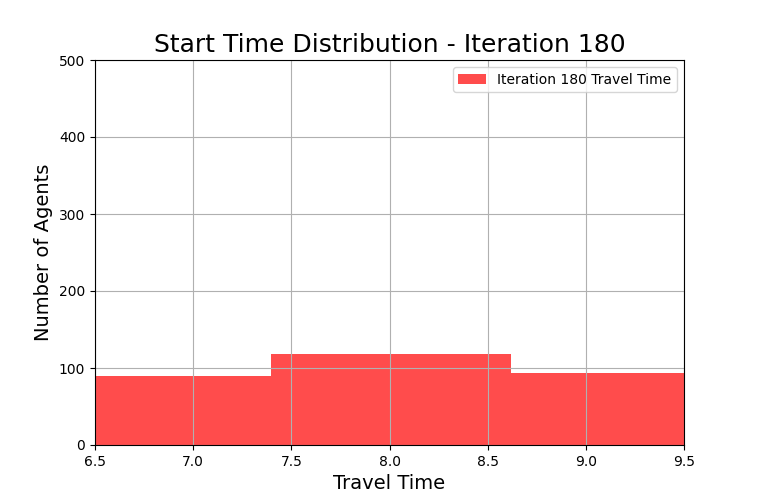 Start Time Distribution - Iteration 180
Iteration 180 Travel Time
500
400
300
200
100
0
Number of Agents
6.5 7.0 7.5 8.0 8.5 9.0 9.5
Travel Time